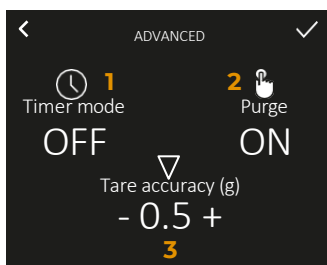 ADVANCED
1 2
Timer mode Purge
OFF ON
Tare accuracy (g)
- 0.5 +
3